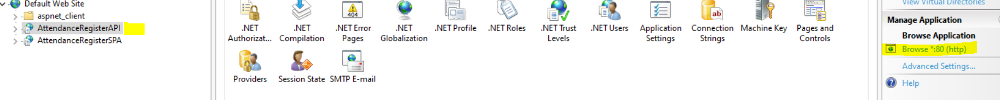 Default Web Site
aspnet_client
AttendanceRegisterAPI
AttendanceRegisterSPA
404
ab
.NET Authorizat...
.NET Compilation
.NET Error Pages
.NET Globalization
.NET Profile
.NET Roles
.NET Trust Levels
.NET Users
Application Settings
Connection Strings
Machine Key
Pages and Controls
Providers
Session State
SMTP E-mail
View Virtual Directories
Manage Application
Browse Application
Browse *:80 (http)
Advanced Settings...
Help